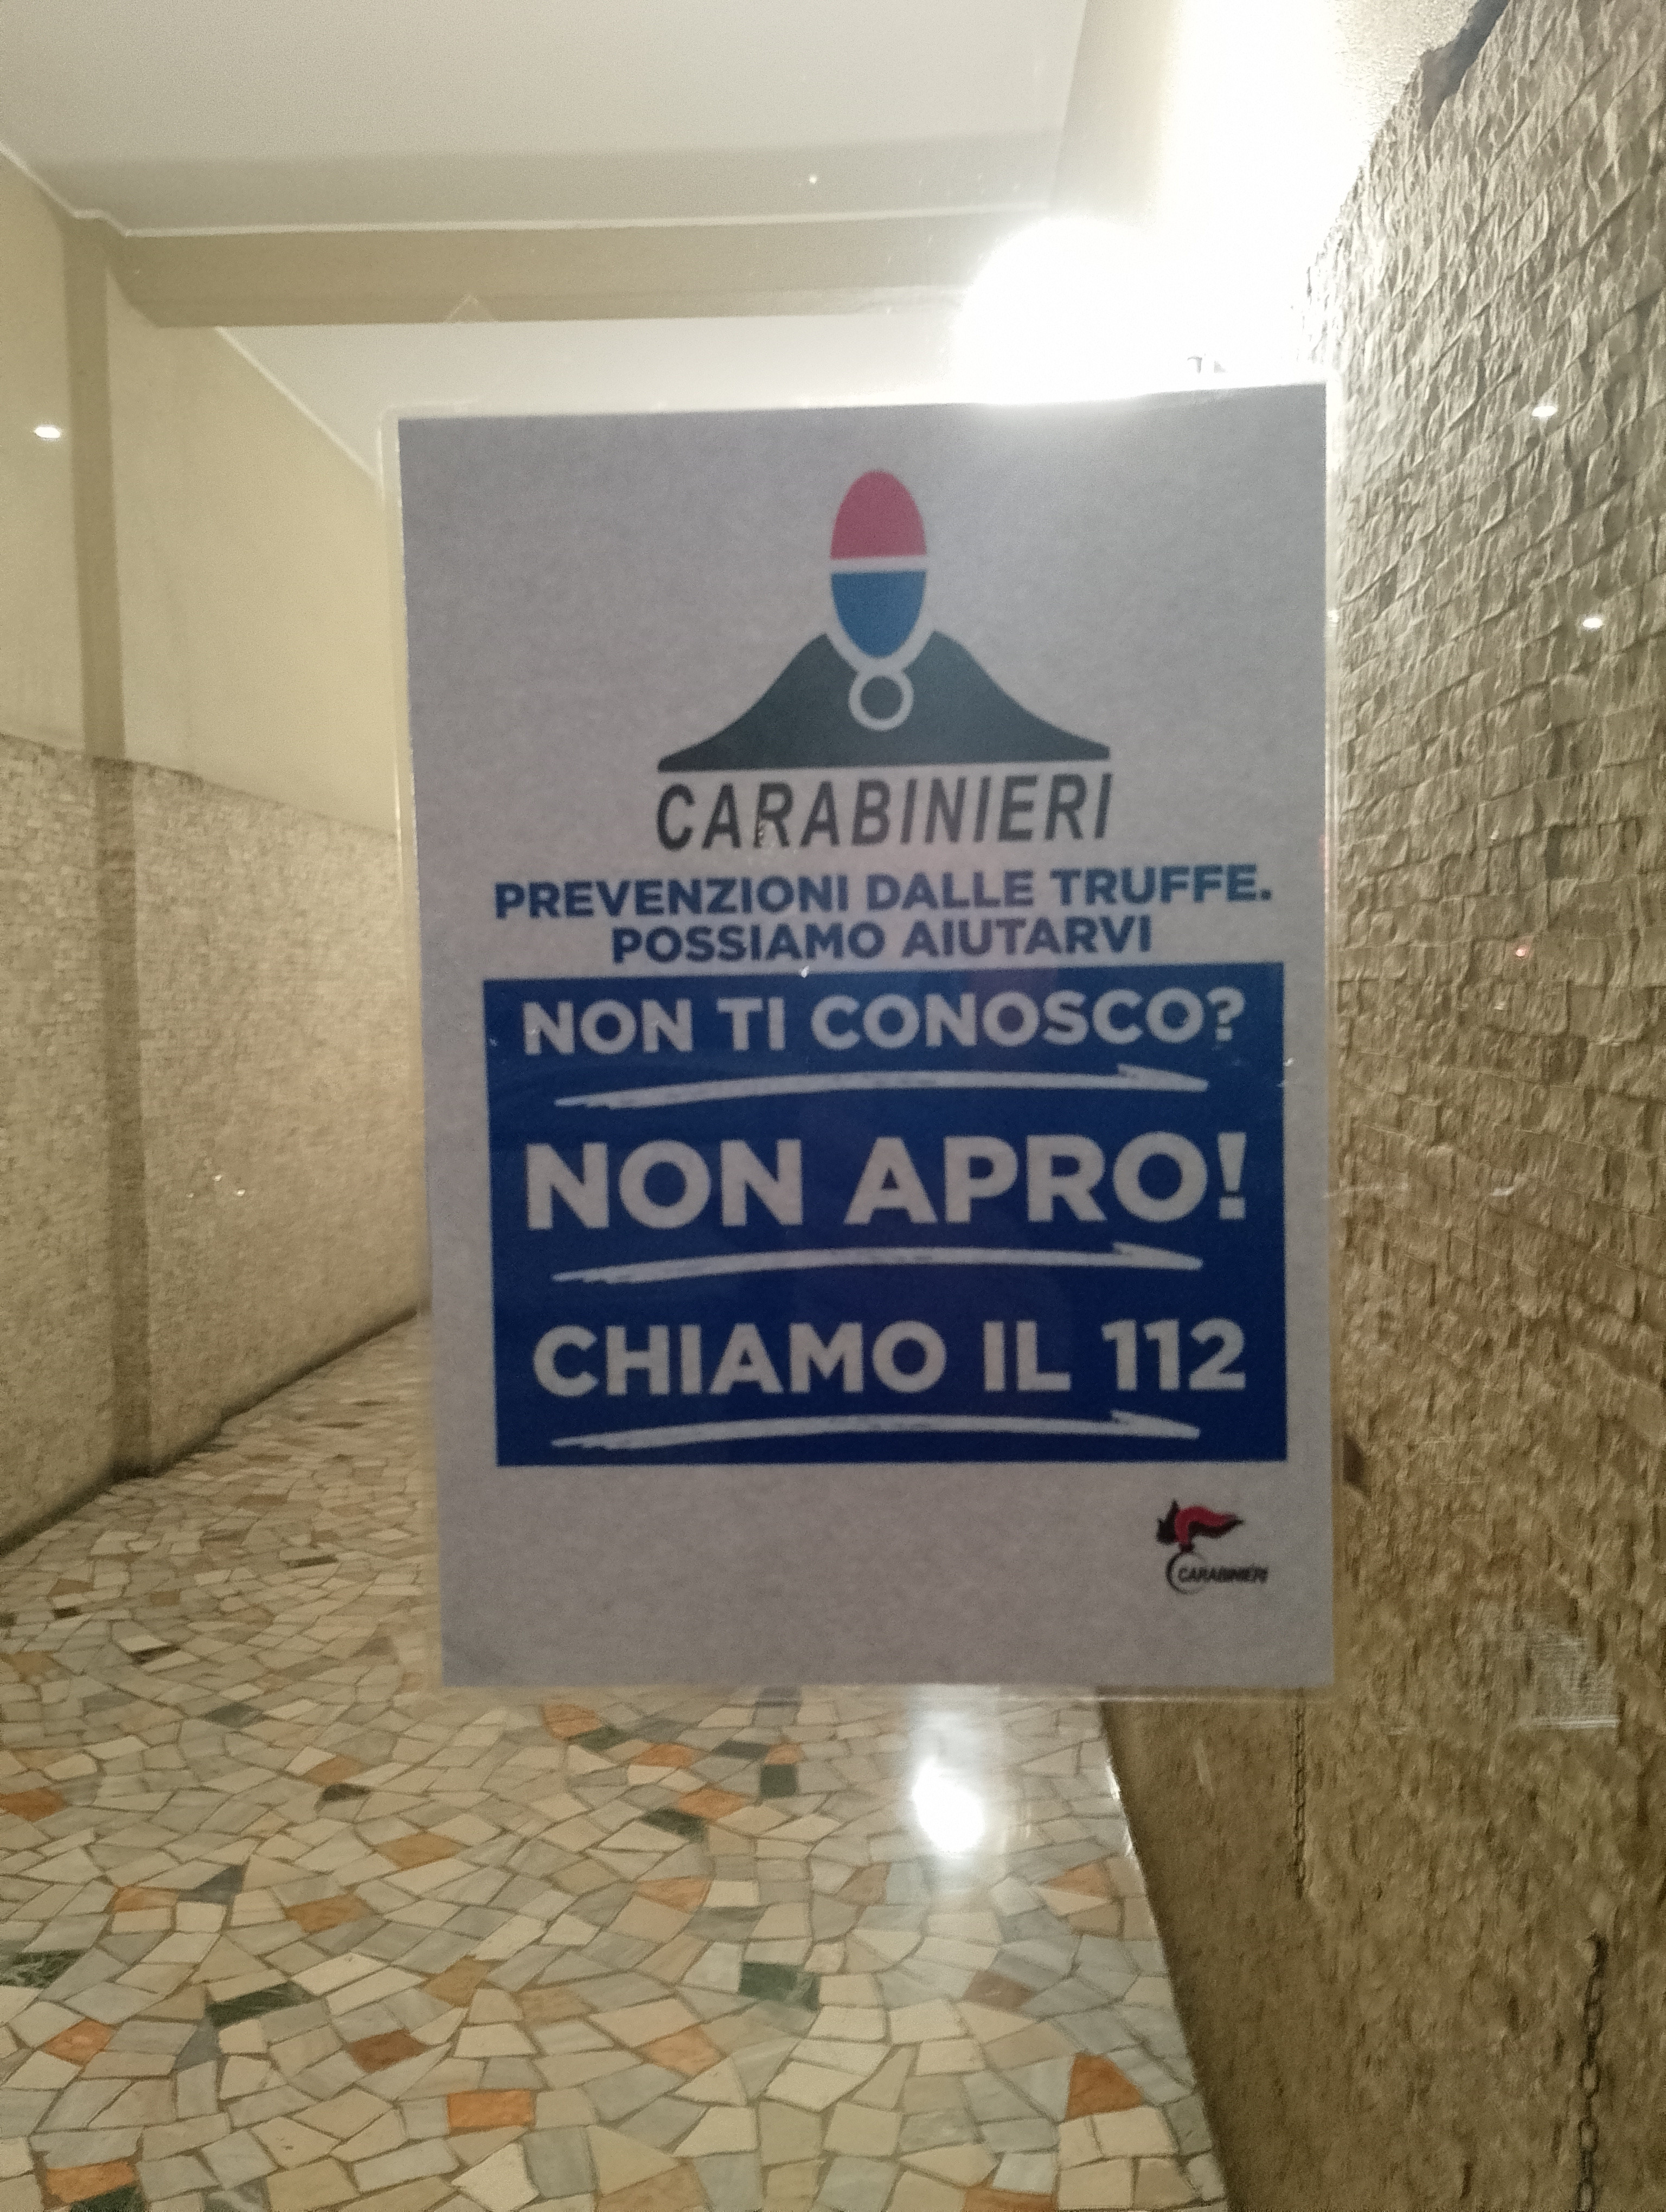 CARABINIERI
PREVENZIONI DALLE TRUFFE.
POSSIAMO AIUTARVI
NON TI CONOSCO?
NON APRO!
CHIAMO IL 112
CARABINIERI